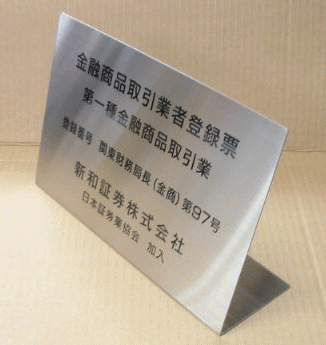 金融商品取引業者登録票
第一種金融商品取引業
登録番号 関東財務局長(金商)第97号
新和証券株式会社
日本証券業協会 加入